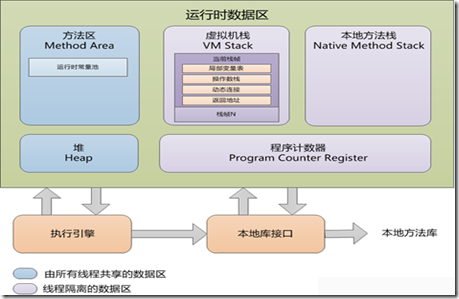 运行时数据区
方法区
Method Area
运行时常量池
虚拟机栈
VM Stack
当前栈帧
局部变量表
操作数栈
动态连接
返回地址
栈帧N
本地方法栈
Native Method Stack
堆
Heap
程序计数器
Program Counter Register
执行引擎
本地库接口
本地方法库
由所有线程共享的数据区
线程隔离的数据区